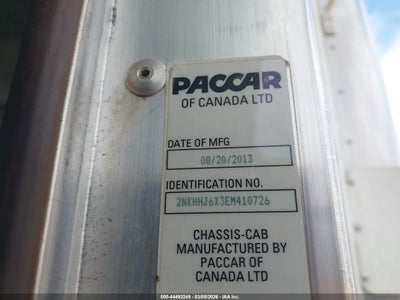 PACCAR
OF CANADA LTD
DATE OF MFG
08/20/2013
IDENTIFICATION NO.
2NKHHJ6X3EM410726
CHASSIS-CAB
MANUFACTURED BY
PACCAR OF
CANADA LTD
000-44492248 - 03/05/2026 - IAA Inc.